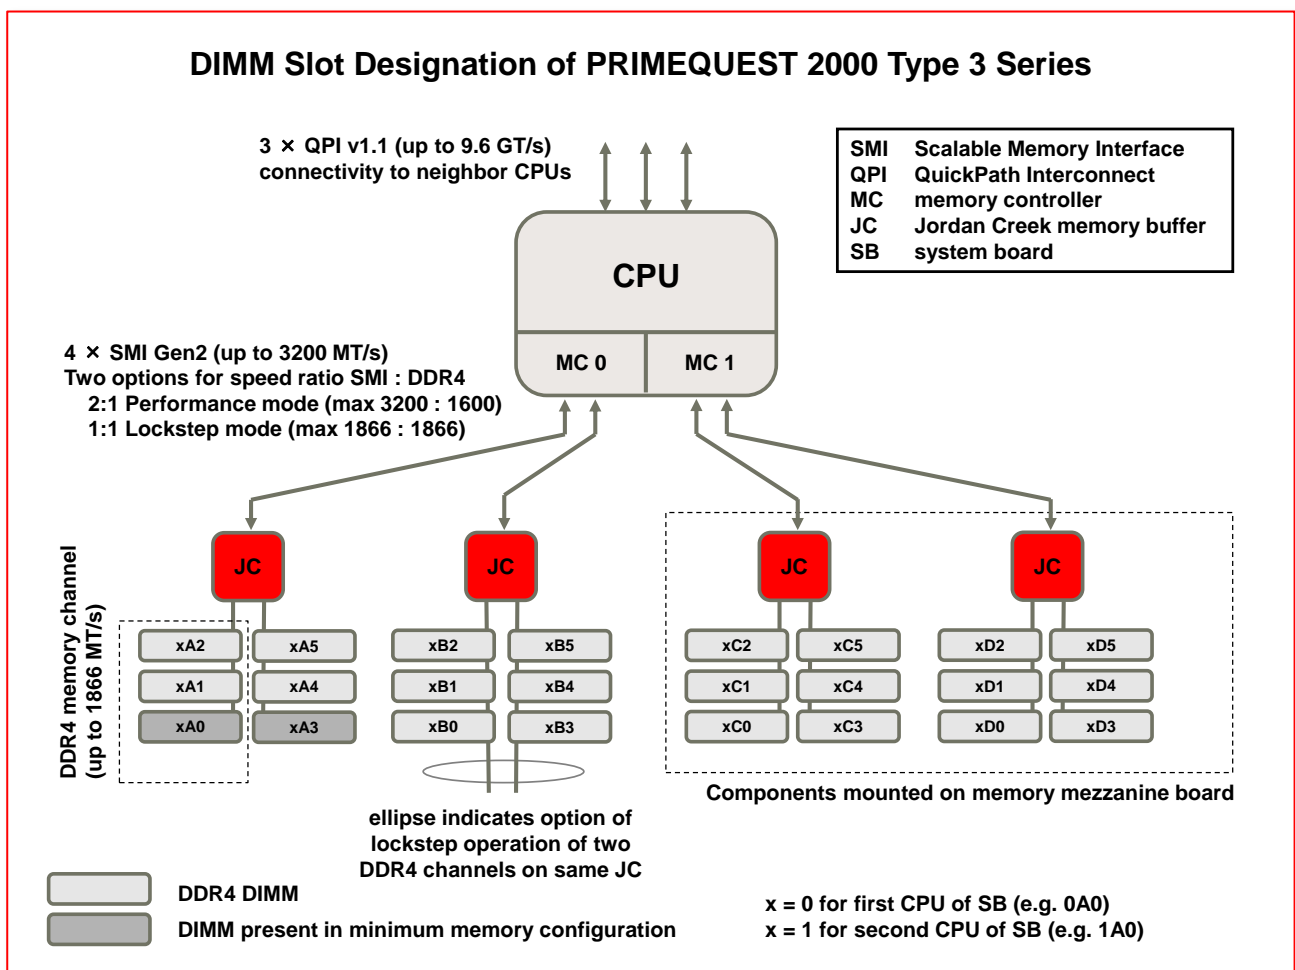 DIMM Slot Designation of PRIMEQUEST 2000 Type 3 Series
3 × QPI v1.1 (up to 9.6 GT/s)
connectivity to neighbor CPUs
SMI Scalable Memory Interface
QPI QuickPath Interconnect
MC memory controller
JC Jordan Creek memory buffer
SB system board
CPU
MC 0 MC 1
4 × SMI Gen2 (up to 3200 MT/s)
Two options for speed ratio SMI : DDR4
2:1 Performance mode (max 3200 : 1600)
1:1 Lockstep mode (max 1866 : 1866)
DDR4 memory channel
(up to 1866 MT/s)
JC JC JC JC
xA2 xA5 xB2 xB5 xC2 xC5 xD2 xD5
xA1 xA4 xB1 xB4 xC1 xC4 xD1 xD4
xA0 xA3 xB0 xB3 xC0 xC3 xD0 xD3
Components mounted on memory mezzanine board
ellipse indicates option of
lockstep operation of two
DDR4 channels on same JC
DDR4 DIMM
DIMM present in minimum memory configuration
x = 0 for first CPU of SB (e.g. 0A0)
x = 1 for second CPU of SB (e.g. 1A0)